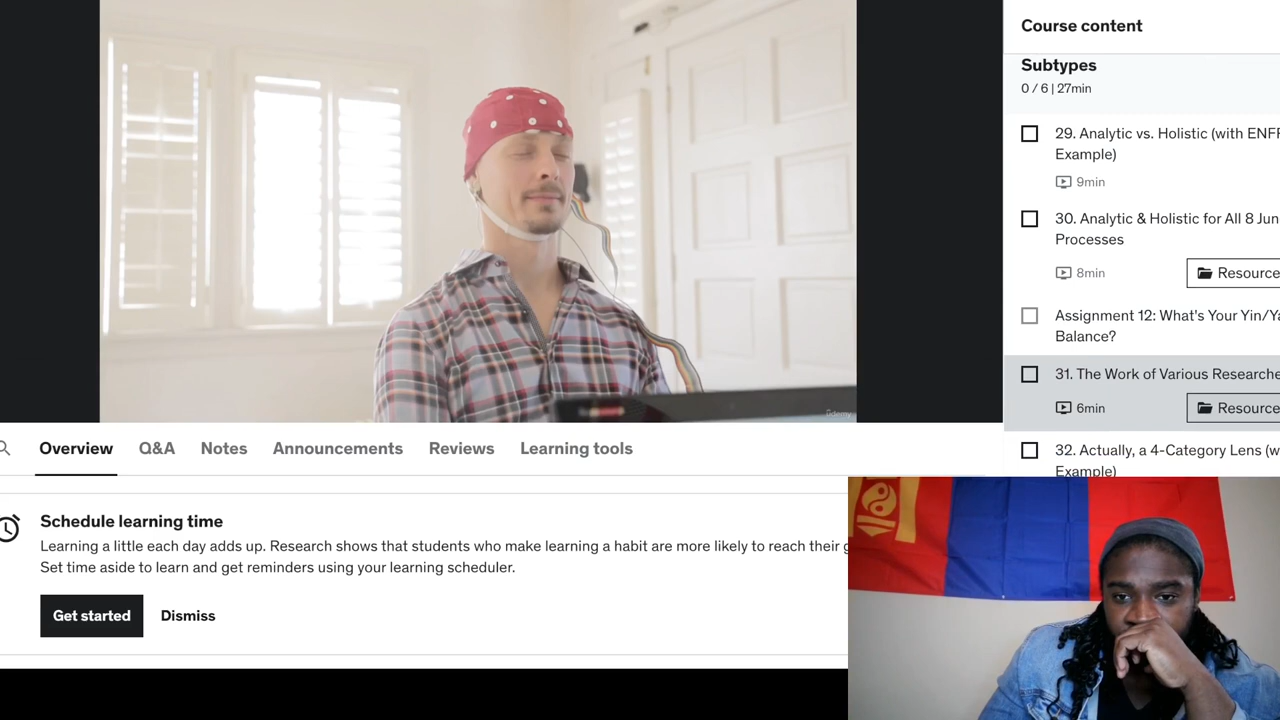 Course content
Subtypes
0 / 6 | 27min
29. Analytic vs. Holistic (with ENFP
Example)
9min
30. Analytic & Holistic for All 8 Jun
Processes
8min
Resource
Assignment 12: What's Your Yin/Ya
Balance?
31. The Work of Various Researche
6min
Resource
32. Actually, a 4-Category Lens (w
Example)
udemy
Overview
Q&A
Notes
Announcements
Reviews
Learning tools
Schedule learning time
Learning a little each day adds up. Research shows that students who make learning a habit are more likely to reach their g
Set time aside to learn and get reminders using your learning scheduler.
Get started
Dismiss